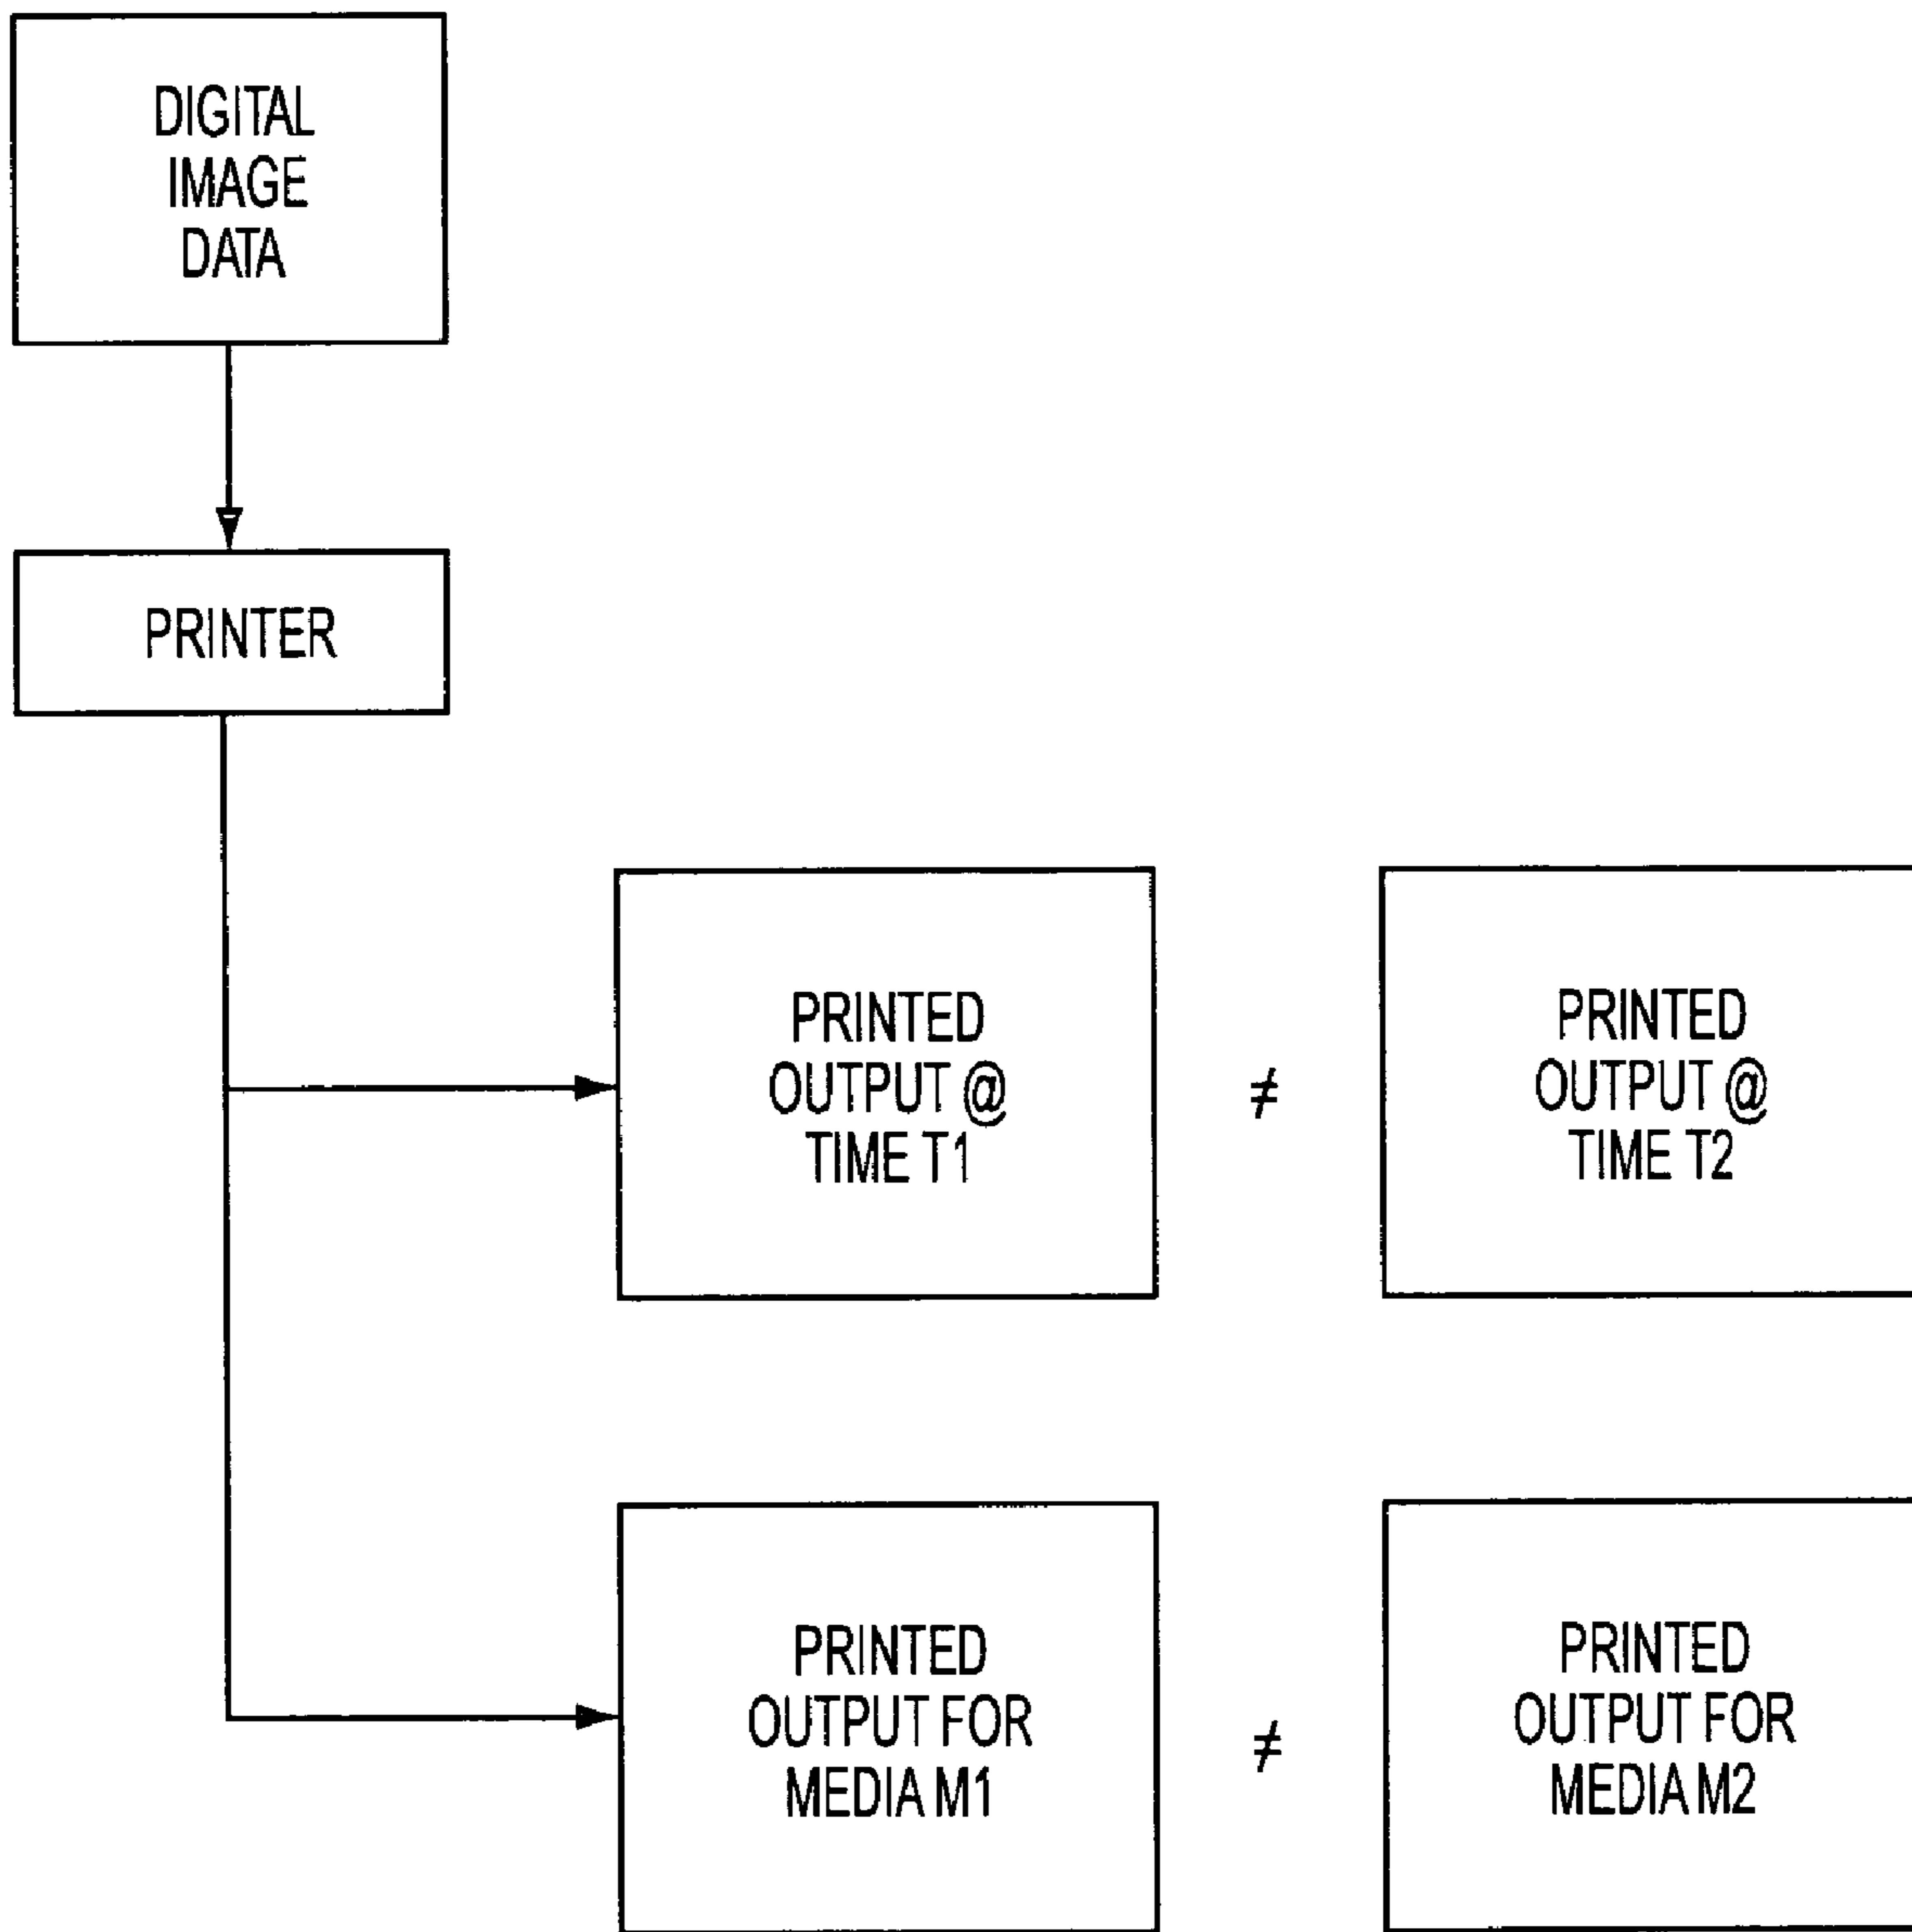 DIGITAL
IMAGE
DATA
PRINTER
PRINTED
OUTPUT @
TIME T1
≠
PRINTED
OUTPUT @
TIME T2
PRINTED
OUTPUT FOR
MEDIA M1
≠
PRINTED
OUTPUT FOR
MEDIA M2